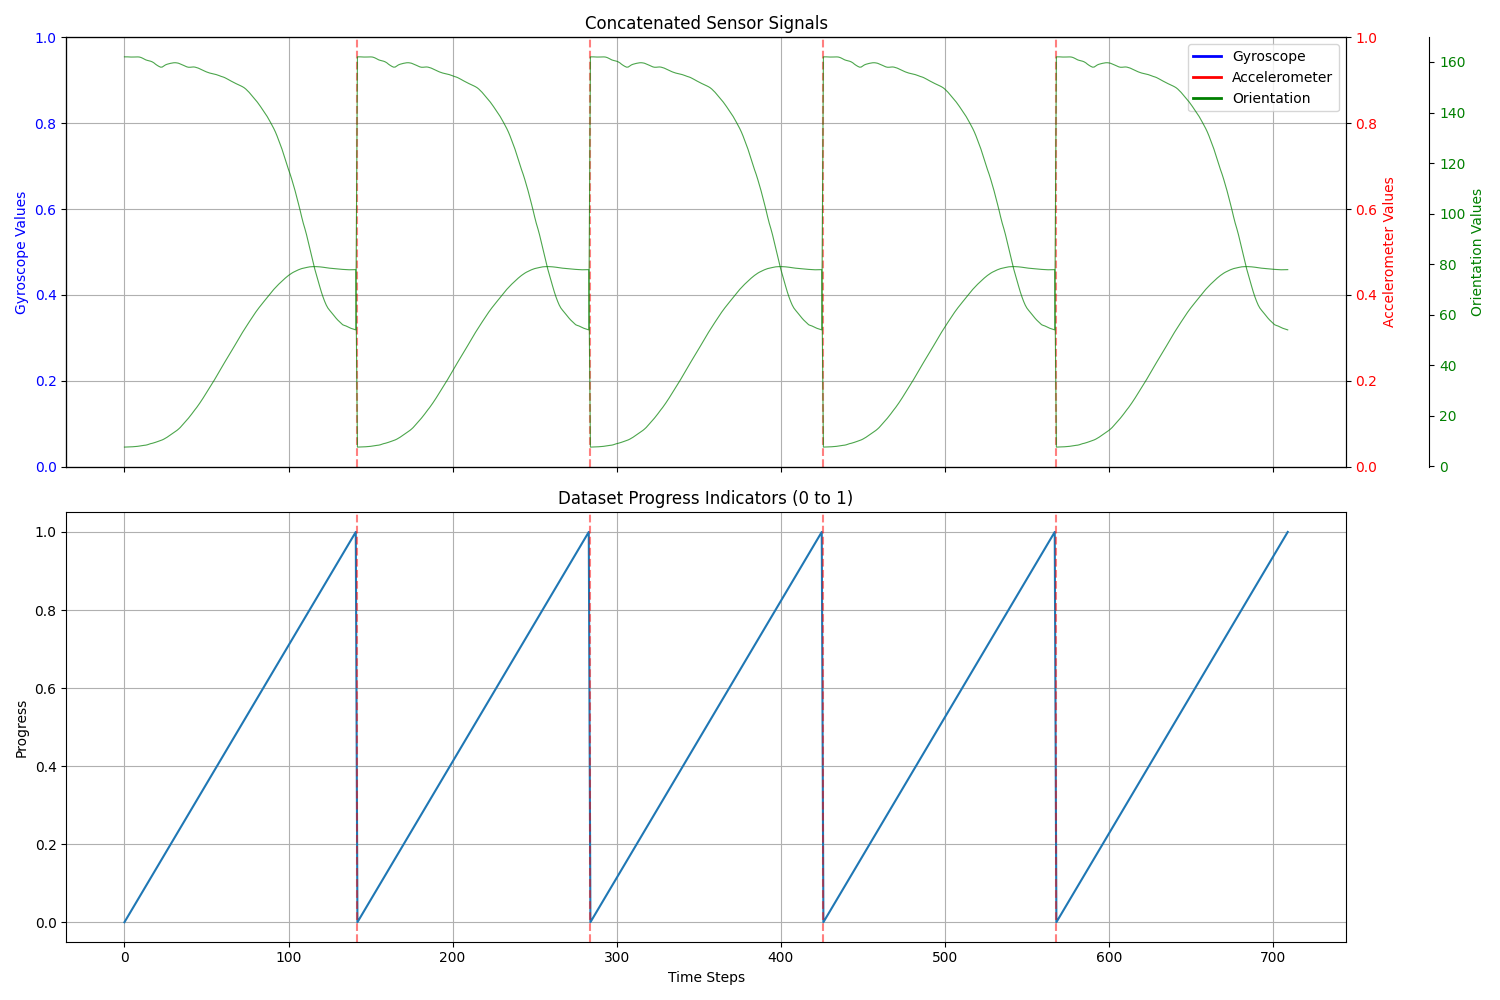 Concatenated Sensor Signals
1.0
0.8
0.6
0.4
0.2
0.0
Gyroscope Values
Gyroscope
Accelerometer
Orientation
1.0
0.8
0.6
0.4
0.2
0.0
Accelerometer Values
160
140
120
100
80
60
40
20
0
Orientation Values
Dataset Progress Indicators (0 to 1)
1.0
0.8
0.6
0.4
0.2
0.0
Progress
0 100 200 300 400 500 600 700
Time Steps